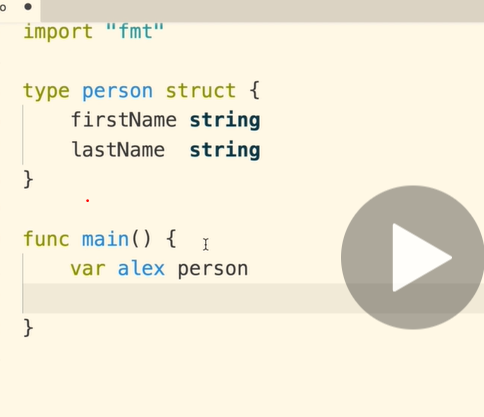 o
import "fmt"
type person struct {
    firstName string
    lastName  string
}
func main() {
    var alex person
}